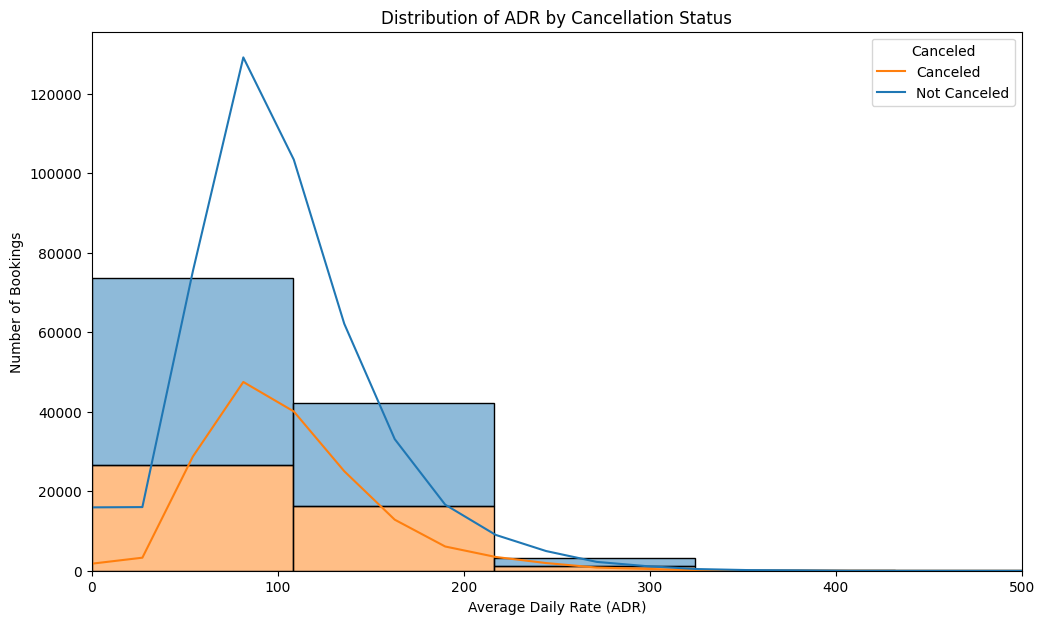 Distribution of ADR by Cancellation Status
Canceled
Canceled
Not Canceled
Number of Bookings
120000
100000
80000
60000
40000
20000
0
0 100 200 300 400 500
Average Daily Rate (ADR)